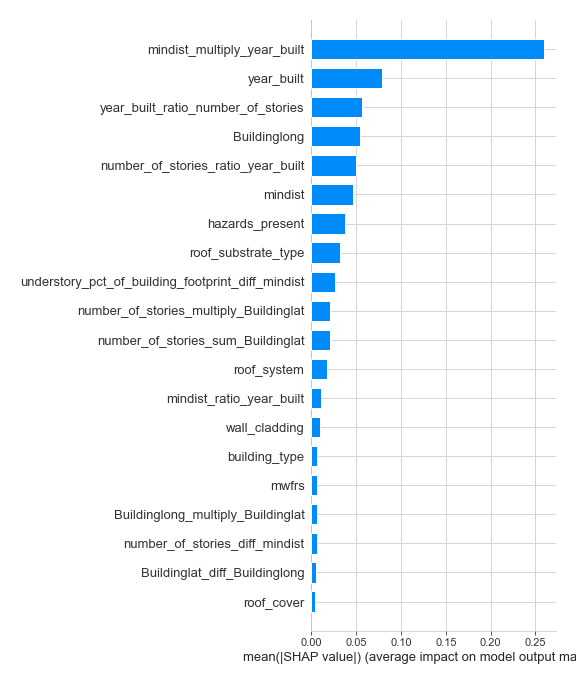 mindist_multiply_year_built
year_built
year_built_ratio_number_of_stories
Buildinglong
number_of_stories_ratio_year_built
mindist
hazards_present
roof_substrate_type
understory_pct_of_building_footprint_diff_mindist
number_of_stories_multiply_Buildinglat
number_of_stories_sum_Buildinglat
roof_system
mindist_ratio_year_built
wall_cladding
building_type
mwfrs
Buildinglong_multiply_Buildinglat
number_of_stories_diff_mindist
Buildinglat_diff_Buildinglong
roof_cover
0.00 0.05 0.10 0.15 0.20 0.25
mean(|SHAP value|) (average impact on model output ma